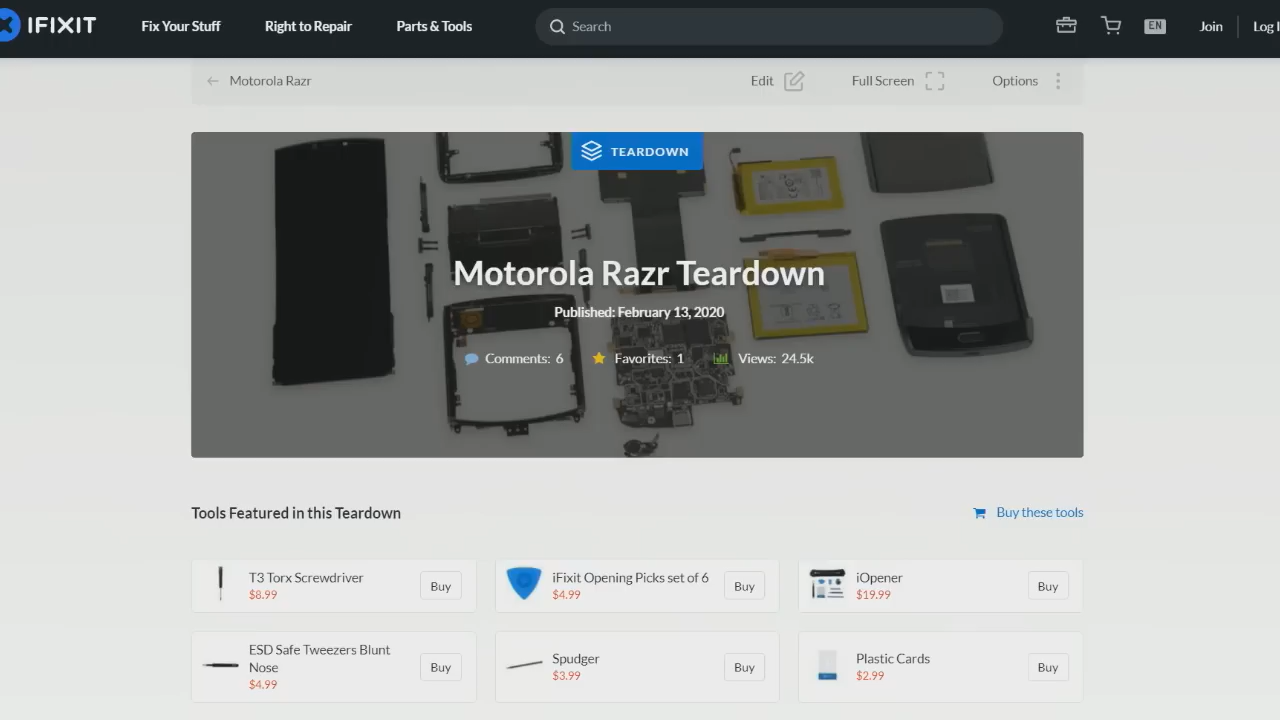 IFIXIT
Fix Your Stuff
Right to Repair
Parts & Tools
Search
EN
Join
Log I
Motorola Razr
Edit
Full Screen
Options
TEARDOWN
Motorola Razr Teardown
Published: February 13, 2020
Comments: 6
Favorites: 1
Views: 24.5k
Tools Featured in this Teardown
Buy these tools
T3 Torx Screwdriver
$8.99
Buy
iFixit Opening Picks set of 6
$4.99
Buy
iOpener
$19.99
Buy
ESD Safe Tweezers Blunt
Nose
$4.99
Buy
Spudger
$3.99
Buy
Plastic Cards
$2.99
Buy